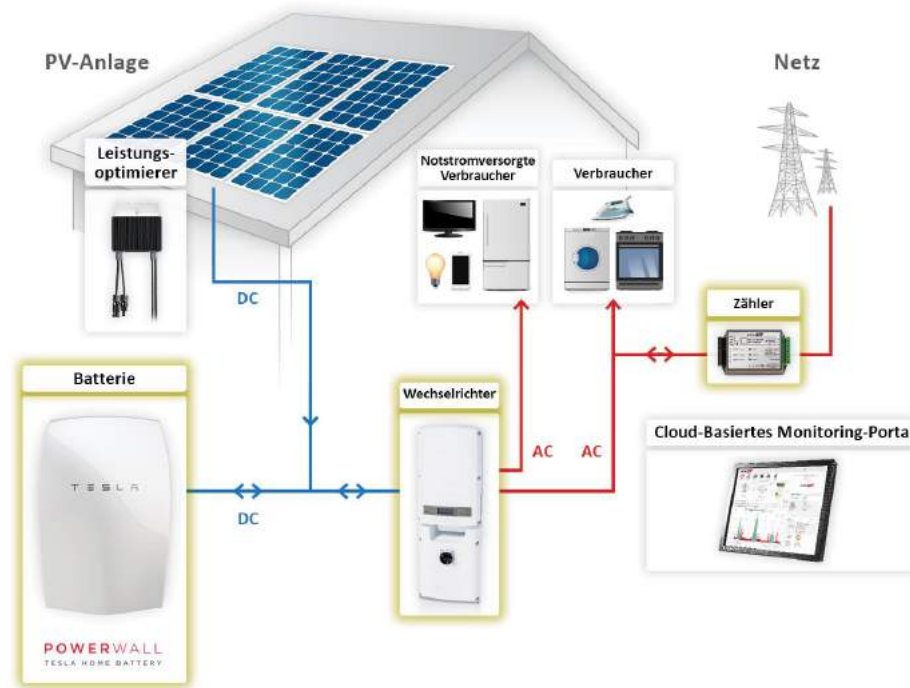 PV-Anlage
Netz
Leistungs-
optimierer
Notstromversorgte
Verbraucher
Verbraucher
DC
Zähler
Batterie
Wechselrichter
TESLA
AC
AC
Cloud-Basiertes Monitoring-Porta
DC
POWERWALL
TESLA HOME BATTERY